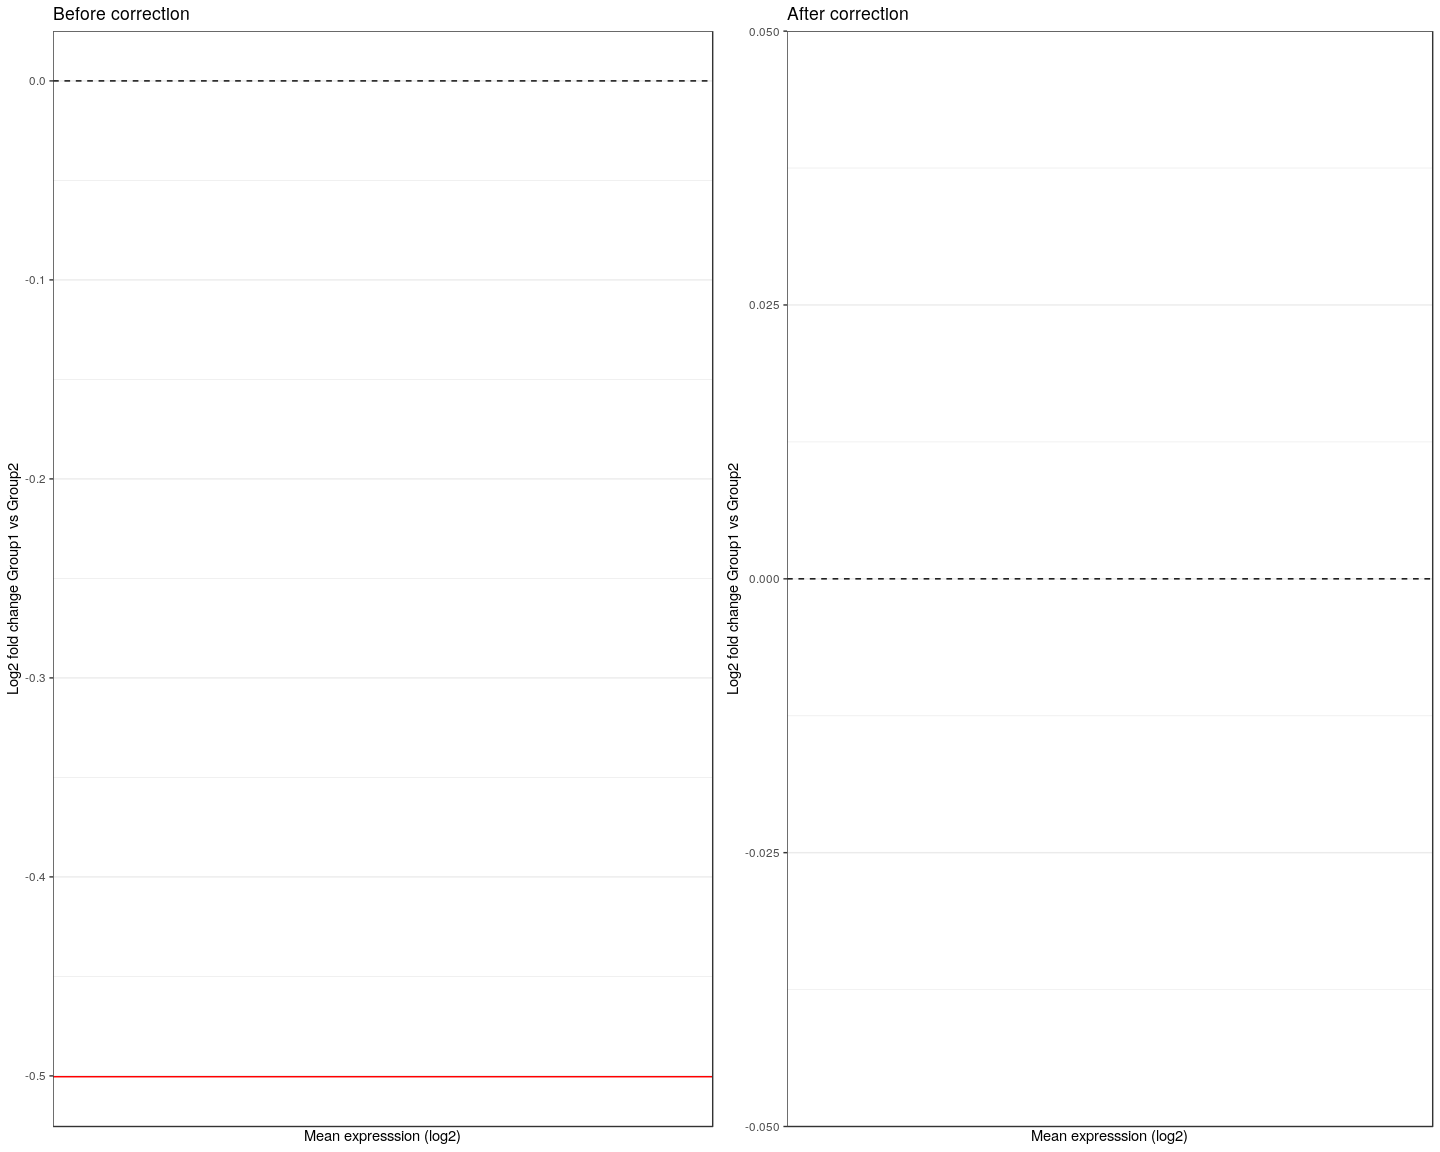 Before correction
0.0
-0.1
-0.2
-0.3
-0.4
-0.5
Log2 fold change Group1 vs Group2
Mean expresssion (log2)
After correction
0.050
0.025
0.000
-0.025
-0.050
Log2 fold change Group1 vs Group2
Mean expresssion (log2)